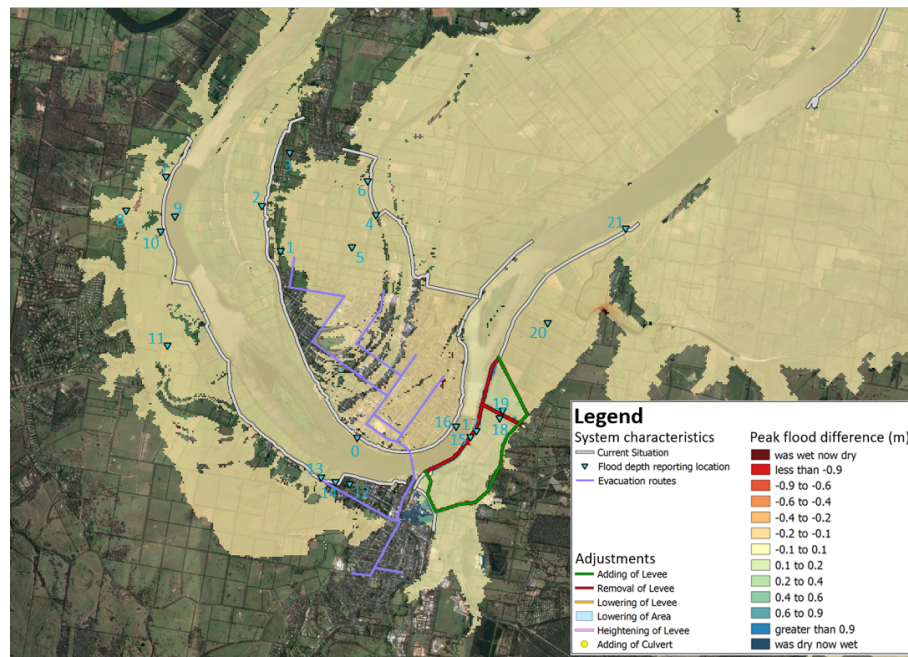 3
7
6
8
9
2
4
10
1
5
21
20
11
19
16
17
18
15
0
13
14
12
Legend
System characteristics
Current Situation
Flood depth reporting location
Evacuation routes
Adjustments
Adding of Levee
Removal of Levee
Lowering of Levee
Lowering of Area
Heightening of Levee
Adding of Culvert
Peak flood difference (m)
was wet now dry
less than -0.9
-0.9 to -0.6
-0.6 to -0.4
-0.4 to -0.2
-0.2 to -0.1
-0.1 to 0.1
0.1 to 0.2
0.2 to 0.4
0.4 to 0.6
0.6 to 0.9
greater than 0.9
was dry now wet